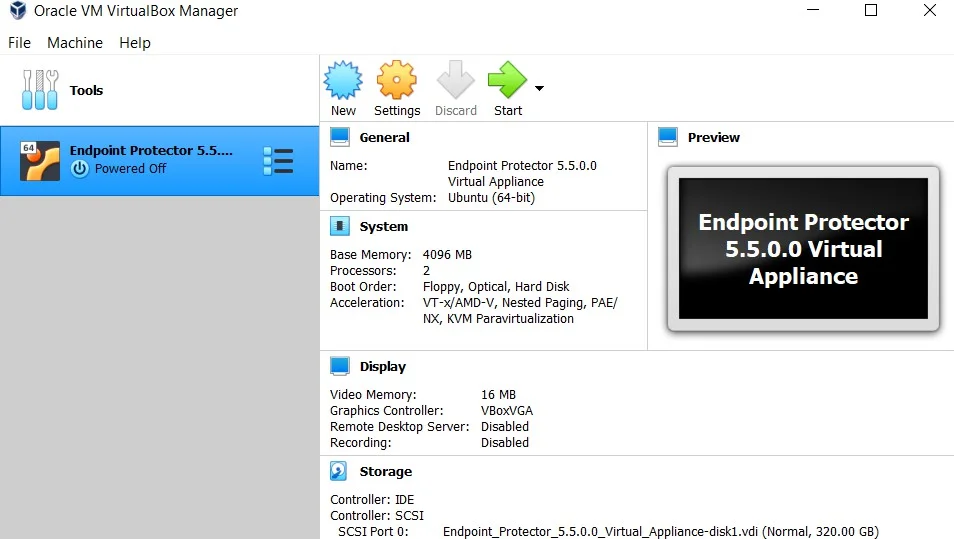 Oracle VM VirtualBox Manager
File Machine Help
Tools
New Settings Discard Start
64
Endpoint Protector 5.5....
Powered Off
General
Name: Endpoint Protector 5.5.0.0
Virtual Appliance
Operating System: Ubuntu (64-bit)
System
Base Memory: 4096 MB
Processors: 2
Boot Order: Floppy, Optical, Hard Disk
Acceleration: VT-x/AMD-V, Nested Paging, PAE/
NX, KVM Paravirtualization
Preview
Endpoint Protector
5.5.0.0 Virtual
Appliance
Display
Video Memory: 16 MB
Graphics Controller: VBoxVGA
Remote Desktop Server: Disabled
Recording: Disabled
Storage
Controller: IDE
Controller: SCSI
SCSI Port 0: Endpoint_Protector_5.5.0.0_Virtual_Appliance-disk1.vdi (Normal, 320.00 GB)